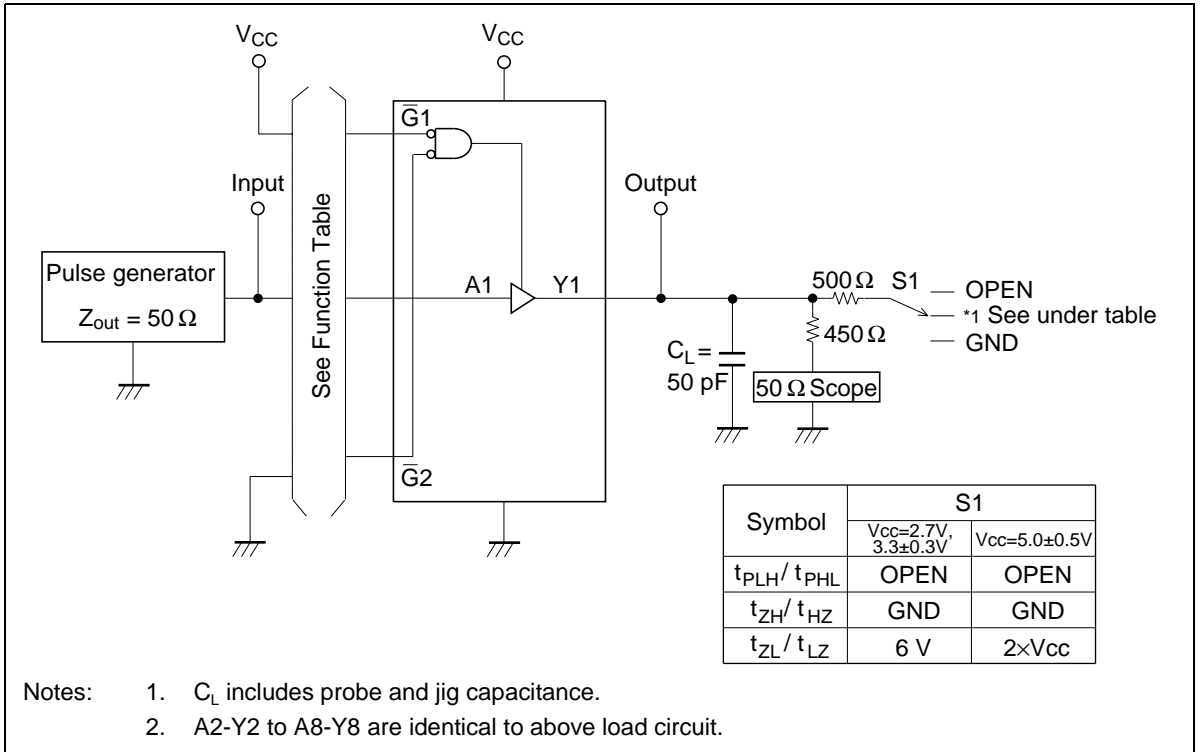 VCC
VCC
G̅1
Input
Output
See Function Table
Pulse generator
Zout = 50 Ω
A1
Y1
500 Ω
S1
OPEN
*1 See under table
GND
450 Ω
CL =
50 pF
50 Ω Scope
G̅2
Symbol
S1
Vcc=2.7V,
3.3±0.3V
Vcc=5.0±0.5V
tPLH / tPHL
OPEN
OPEN
tZH / tHZ
GND
GND
tZL / tLZ
6 V
2×Vcc
Notes: 1. CL includes probe and jig capacitance.
2. A2-Y2 to A8-Y8 are identical to above load circuit.